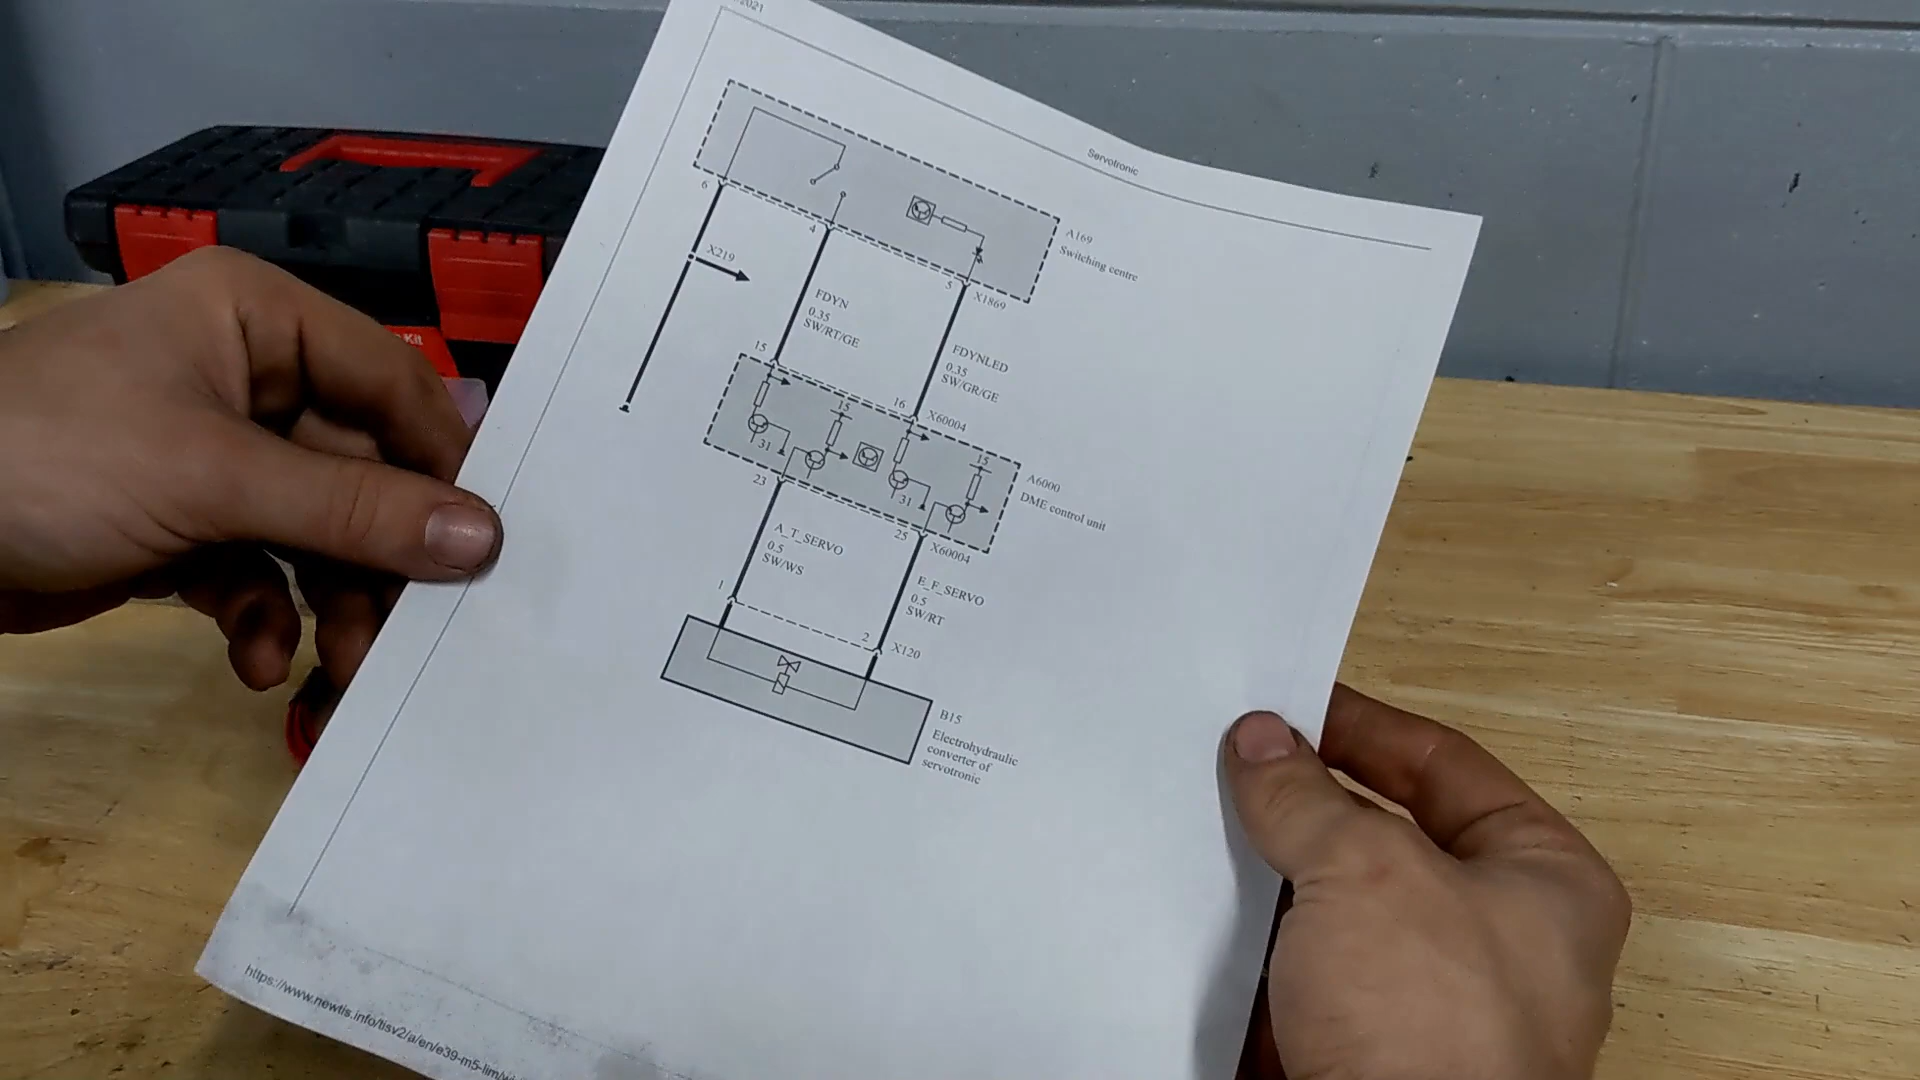 2021
Servotronic
6
4
5
X1869
A169
Switching centre
X219
FDYN
0.35
SW/RT/GE
FDYNLED
0.35
SW/GR/GE
15
16
X60004
15
31
15
31
A6000
DME control unit
23
25
X60004
A_T_SERVO
0.5
SW/WS
E_F_SERVO
0.5
SW/RT
1
2
X120
B15
Electrohydraulic
converter of
servotronic
Kit
https://www.newtis.info/tisv2/a/en/e39-m5-lim/wi